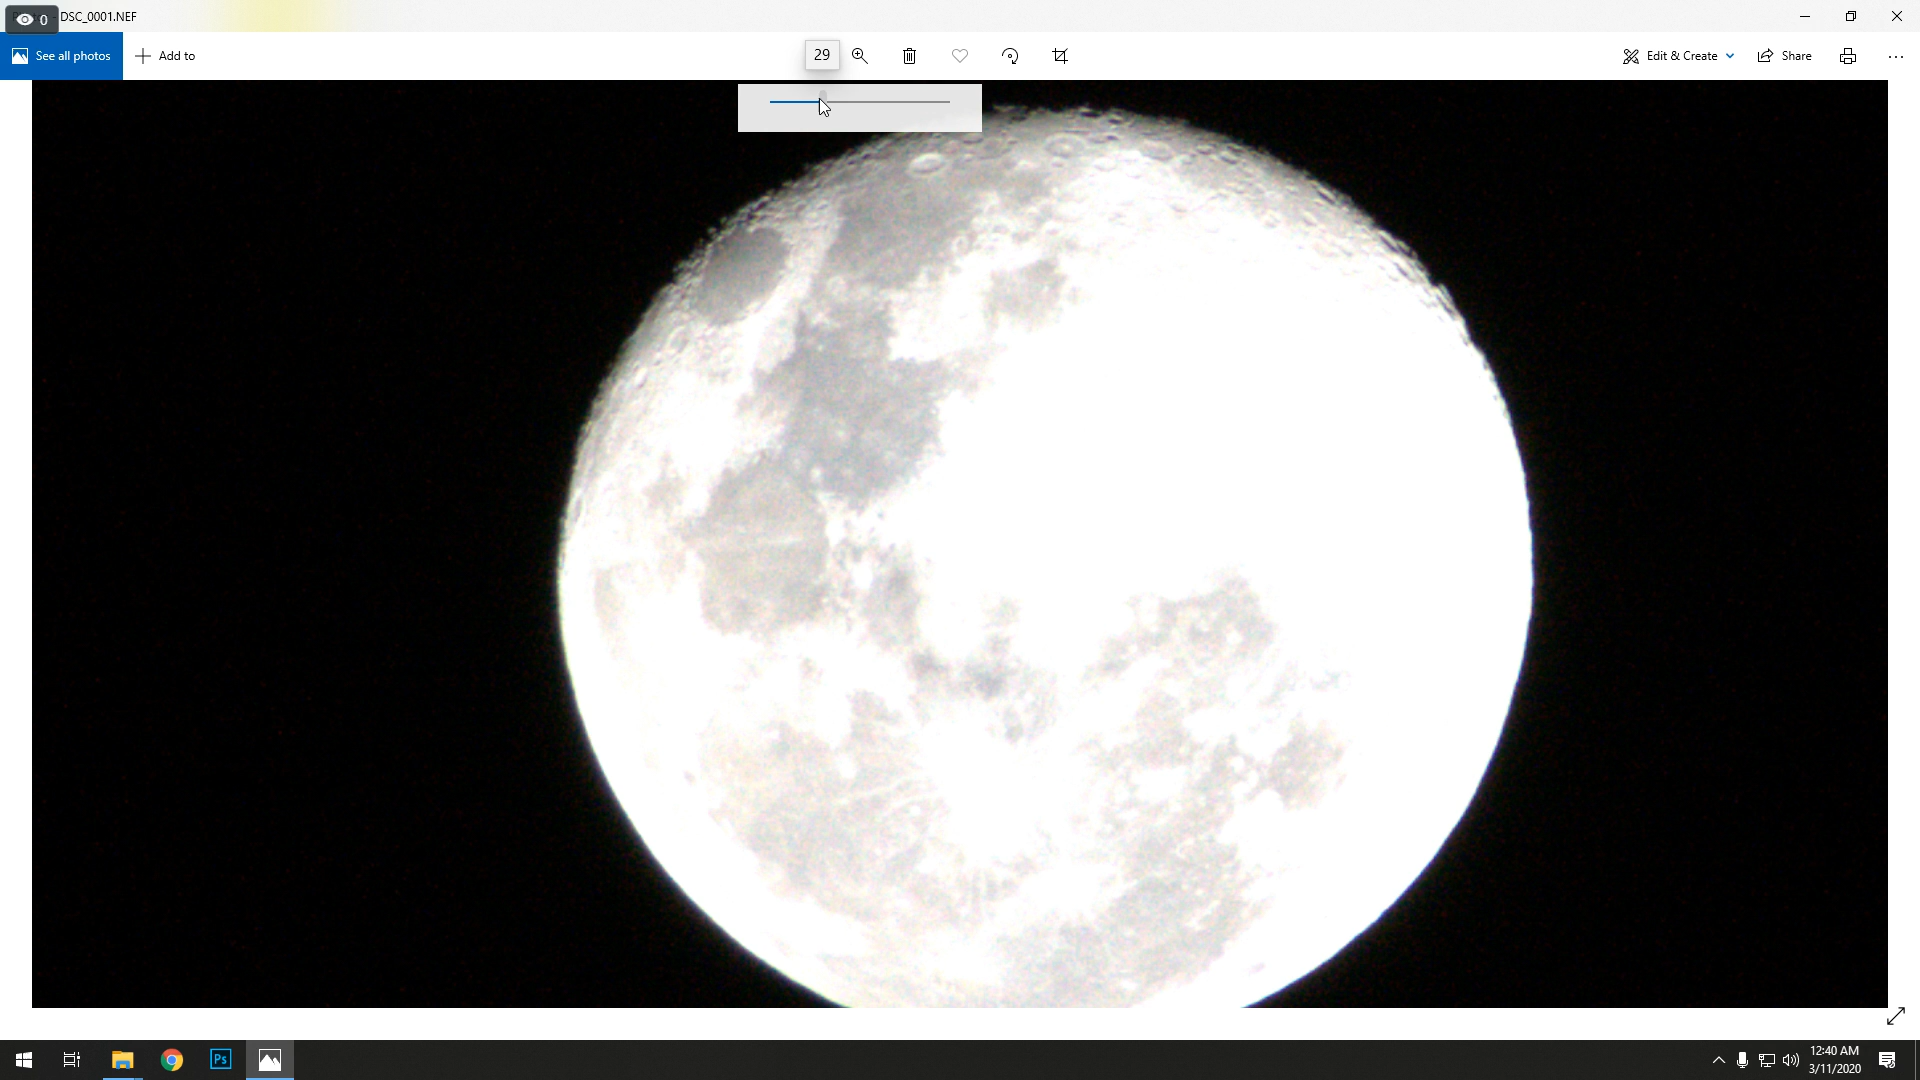 0
DSC_0001.NEF
See all photos
Add to
29
Edit & Create
Share
Ps
12:40 AM
3/11/2020